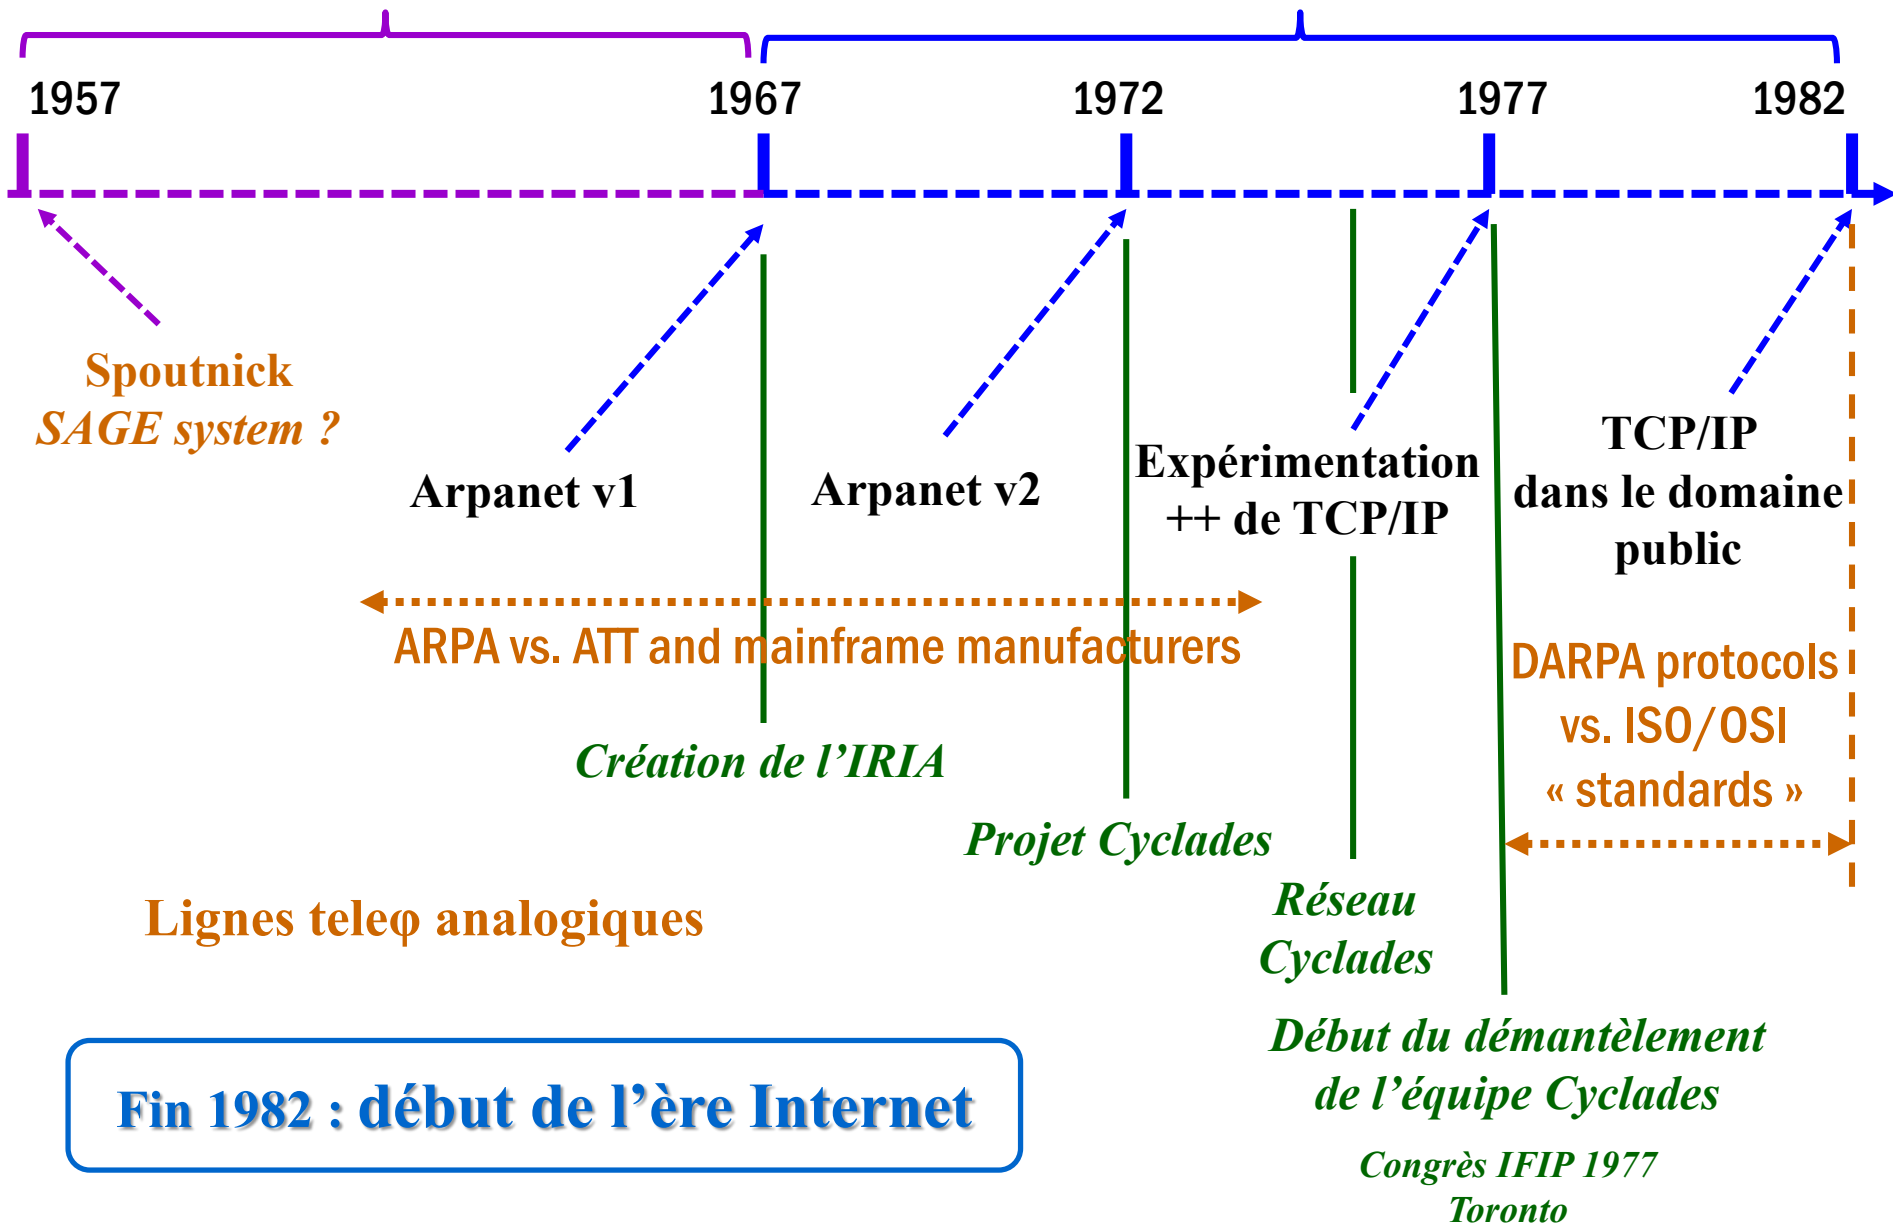 1957
1967
1972
1977
1982
Spoutnick
SAGE system ?
Arpanet v1
Arpanet v2
Expérimentation
++ de TCP/IP
TCP/IP
dans le domaine
public
ARPA vs. ATT and mainframe manufacturers
DARPA protocols
vs. ISO/OSI
« standards »
Création de l’IRIA
Projet Cyclades
Réseau
Cyclades
Lignes teleφ analogiques
Début du démantèlement
de l’équipe Cyclades
Congrès IFIP 1977
Toronto
Fin 1982 : début de l’ère Internet